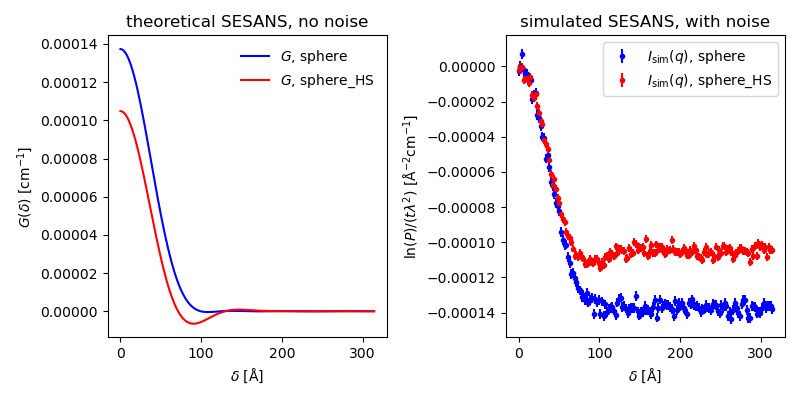 theoretical SESANS, no noise
G(δ) [cm⁻¹]
0.00014
0.00012
0.00010
0.00008
0.00006
0.00004
0.00002
0.00000
G, sphere
G, sphere_HS
0 100 200 300
δ [Å]
simulated SESANS, with noise
ln(P)/(tλ²) [Å⁻²cm⁻¹]
0.00000
−0.00002
−0.00004
−0.00006
−0.00008
−0.00010
−0.00012
−0.00014
I_sim(q), sphere
I_sim(q), sphere_HS
0 100 200 300
δ [Å]